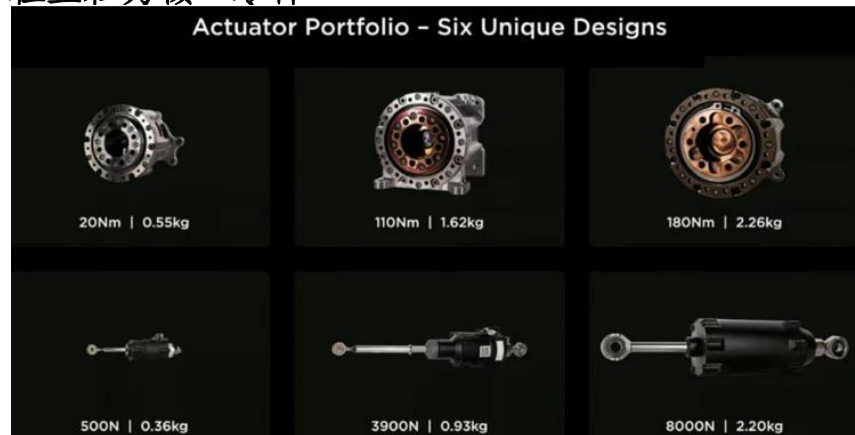 Actuator Portfolio – Six Unique Designs
20Nm | 0.55kg
110Nm | 1.62kg
180Nm | 2.26kg
500N | 0.36kg
3900N | 0.93kg
8000N | 2.20kg